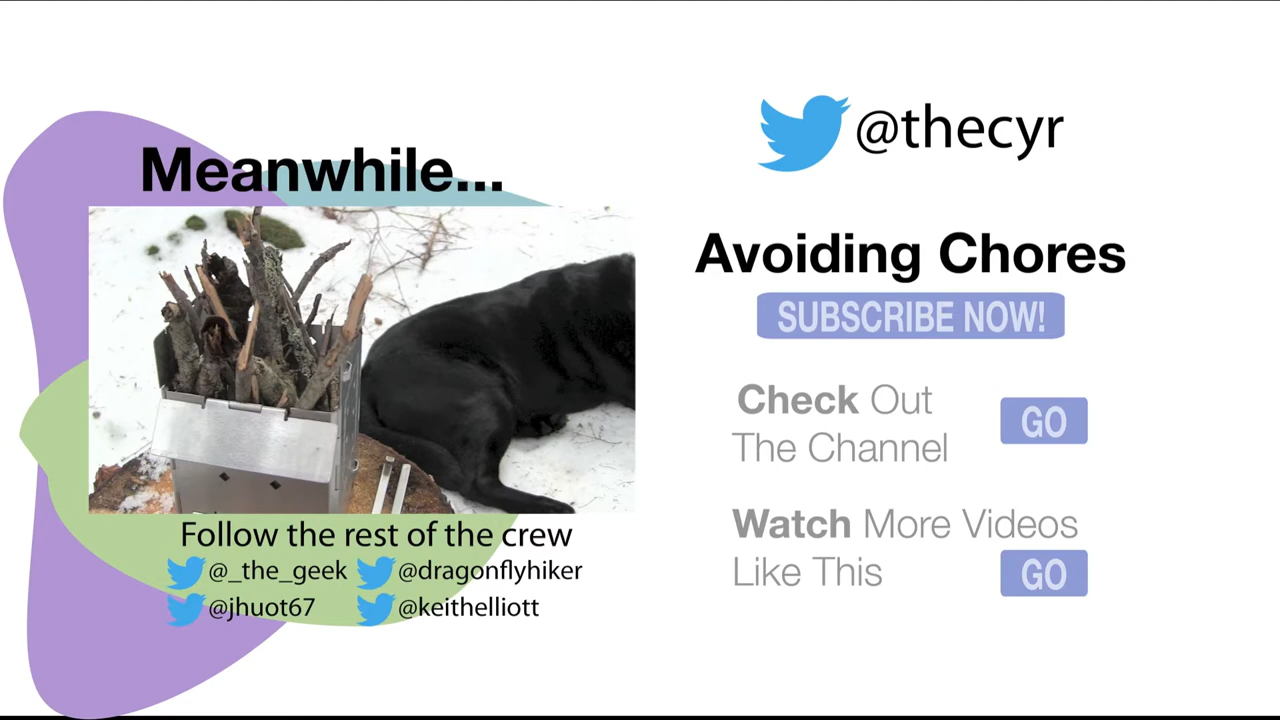 Meanwhile...
Follow the rest of the crew
@_the_geek @dragonflyhiker
@jhuot67 @keithelliott
@thecyr
Avoiding Chores
SUBSCRIBE NOW!
Check Out
The Channel
GO
Watch More Videos
Like This
GO